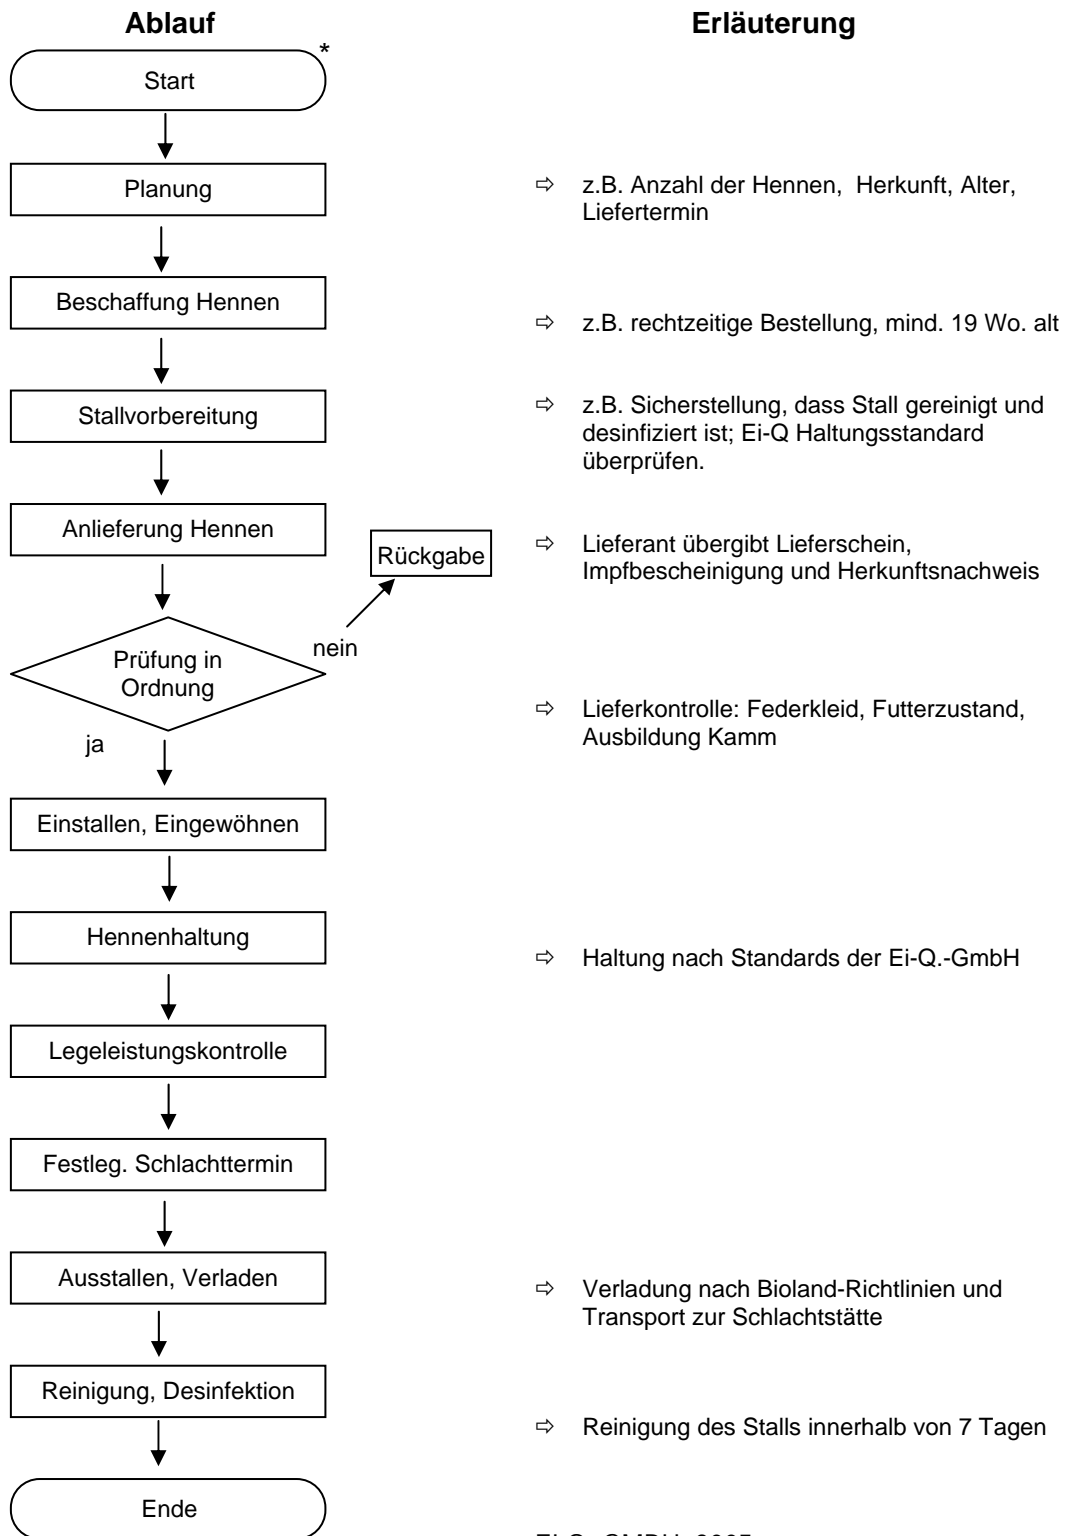 Ablauf
Erläuterung
*
Start
Planung
⇨ z.B. Anzahl der Hennen, Herkunft, Alter,
Liefertermin
Beschaffung Hennen
⇨ z.B. rechtzeitige Bestellung, mind. 19 Wo. alt
Stallvorbereitung
⇨ z.B. Sicherstellung, dass Stall gereinigt und
desinfiziert ist; Ei-Q Haltungsstandard
überprüfen.
Anlieferung Hennen
Rückgabe
⇨ Lieferant übergibt Lieferschein,
Impfbescheinigung und Herkunftsnachweis
nein
Prüfung in
Ordnung
ja
⇨ Lieferkontrolle: Federkleid, Futterzustand,
Ausbildung Kamm
Einstallen, Eingewöhnen
Hennenhaltung
⇨ Haltung nach Standards der Ei-Q.-GmbH
Legeleistungskontrolle
Festleg. Schlachttermin
Ausstallen, Verladen
⇨ Verladung nach Bioland-Richtlinien und
Transport zur Schlachtstätte
Reinigung, Desinfektion
⇨ Reinigung des Stalls innerhalb von 7 Tagen
Ende